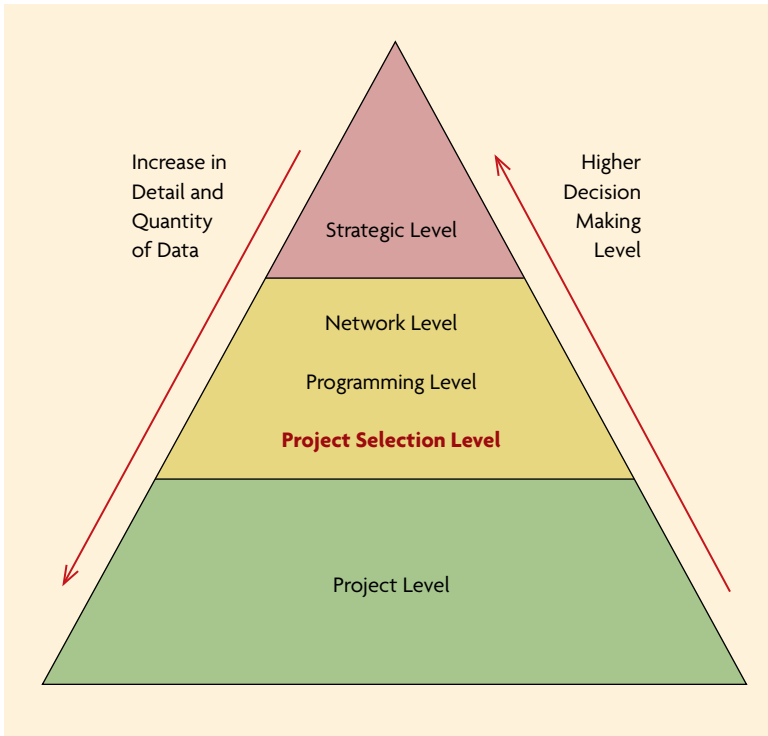 Increase in
Detail and
Quantity
of Data
Higher
Decision
Making
Level
Strategic Level
Network Level
Programming Level
Project Selection Level
Project Level